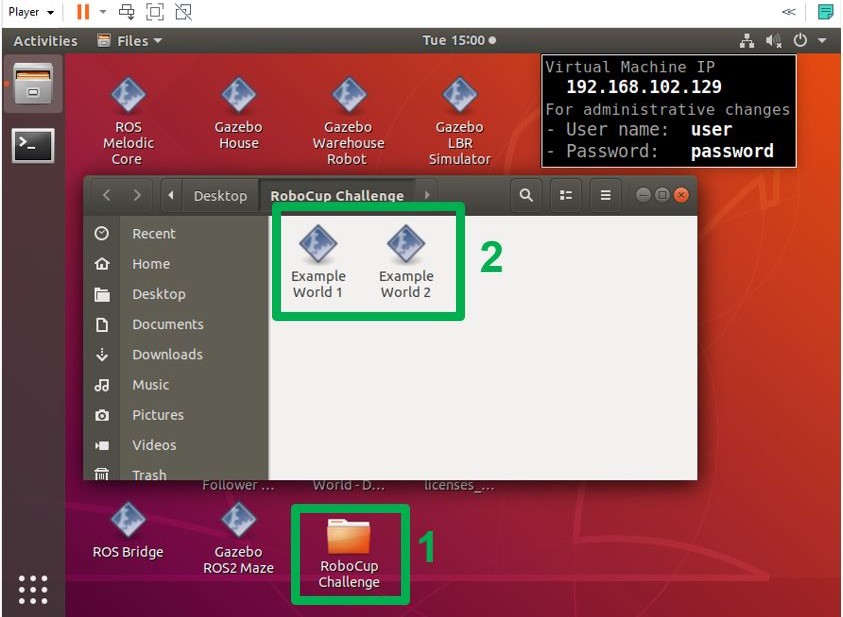 Player
<<
Activities
Files
Tue 15:00
Virtual Machine IP
192.168.102.129
For administrative changes
- User name: user
- Password: password
ROS
Melodic
Core
Gazebo
House
Gazebo
Warehouse
Robot
Gazebo
LBR
Simulator
Desktop
RoboCup Challenge
Recent
Home
Desktop
Documents
Downloads
Music
Pictures
Videos
Trash
Example
World 1
Example
World 2
2
Follower ...
World - D...
licenses_...
ROS Bridge
Gazebo
ROS2 Maze
RoboCup
Challenge
1